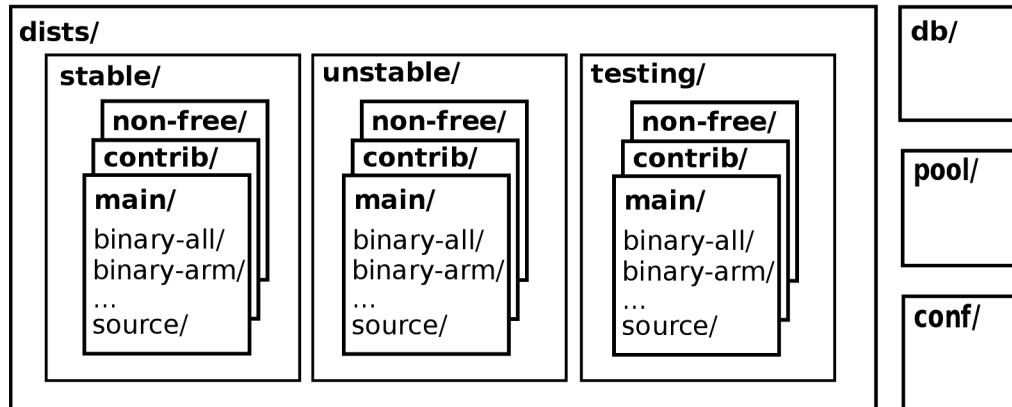 dists/
stable/
non-free/
contrib/
main/
binary-all/
binary-arm/
...
source/
unstable/
non-free/
contrib/
main/
binary-all/
binary-arm/
...
source/
testing/
non-free/
contrib/
main/
binary-all/
binary-arm/
...
source/
db/
pool/
conf/